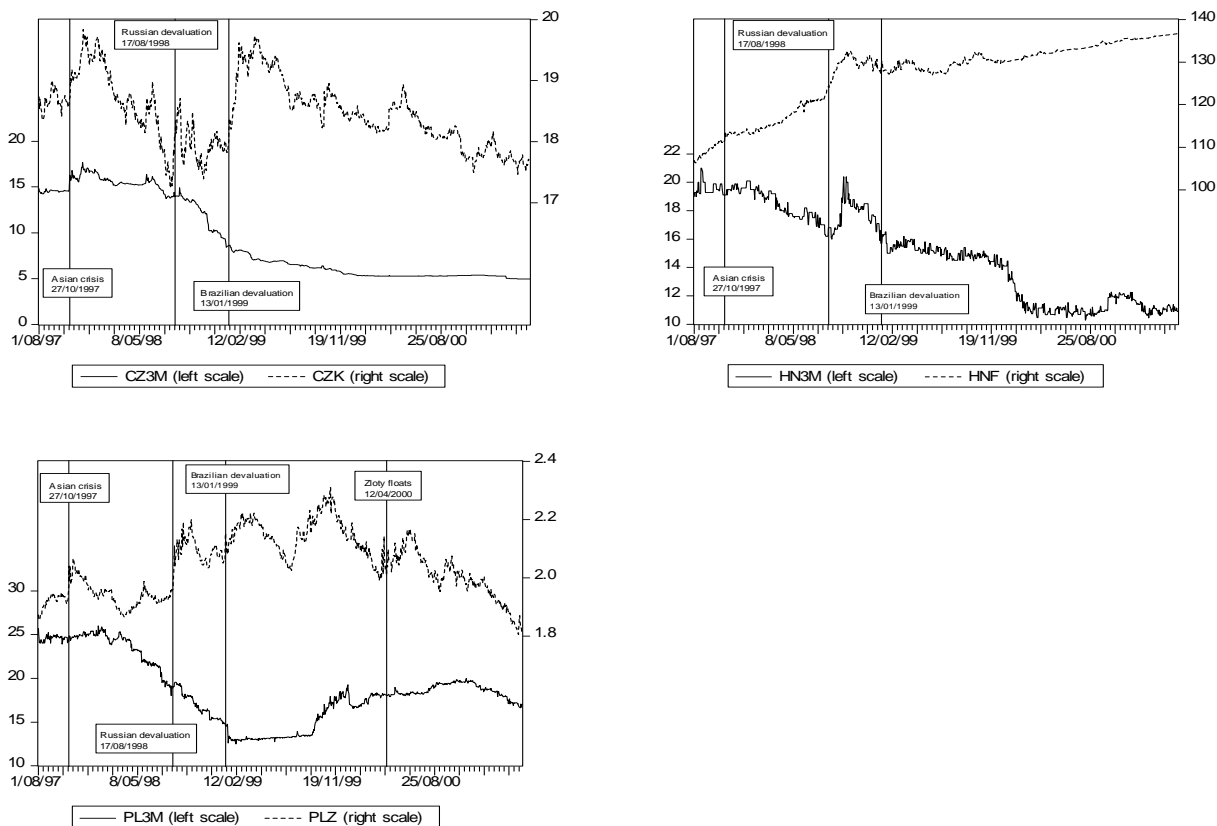 20
Russian devaluation
17/08/1998
19
20
18
15
17
10
5
Asian crisis
27/10/1997
Brazilian devaluation
13/01/1999
0
1/08/97 8/05/98 12/02/99 19/11/99 25/08/00
CZ3M (left scale) CZK (right scale)
140
Russian devaluation
17/08/1998
130
120
22
110
20
100
18
16
14
Asian crisis
27/10/1997
12
Brazilian devaluation
13/01/1999
10
1/08/97 8/05/98 12/02/99 19/11/99 25/08/00
HN3M (left scale) HNF (right scale)
2.4
Asian crisis
27/10/1997
Brazilian devaluation
13/01/1999
Zloty floats
12/04/2000
2.2
30
2.0
25
1.8
20
15
Russian devaluation
17/08/1998
10
1/08/97 8/05/98 12/02/99 19/11/99 25/08/00
PL3M (left scale) PLZ (right scale)